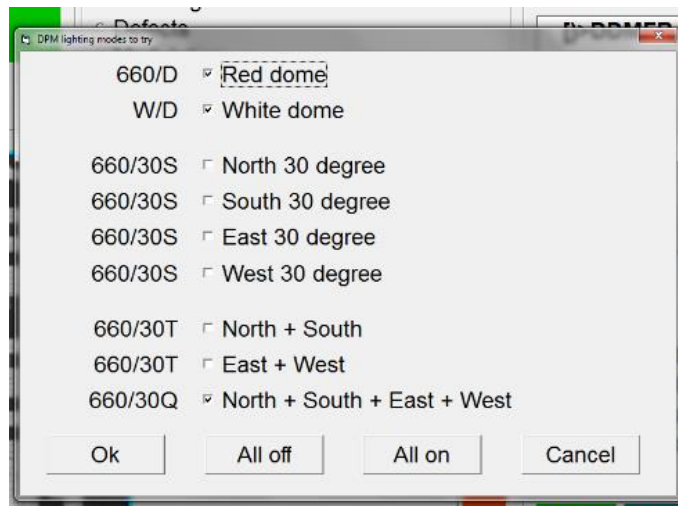 Defects
DPM lighting modes to try
660/D Red dome
W/D White dome
660/30S North 30 degree
660/30S South 30 degree
660/30S East 30 degree
660/30S West 30 degree
660/30T North + South
660/30T East + West
660/30Q North + South + East + West
Ok All off All on Cancel